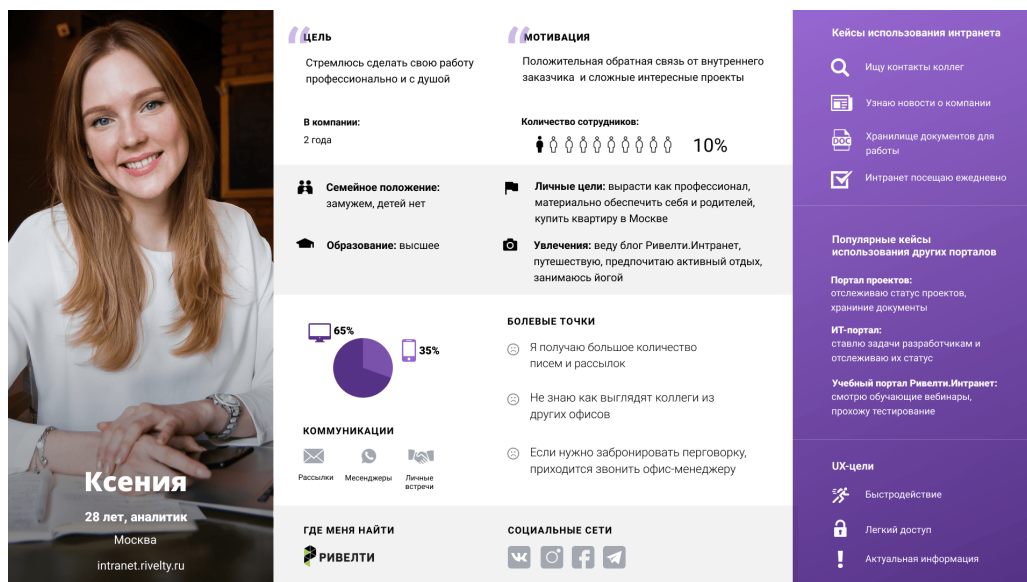 Ксения
28 лет, аналитик
Москва
intranet.rivelty.ru
ЦЕЛЬ
Стремлюсь сделать свою работу
профессионально и с душой
МОТИВАЦИЯ
Положительная обратная связь от внутреннего
заказчика и сложные интересные проекты
В компании:
2 года
Количество сотрудников:
10%
Семейное положение:
замужем, детей нет
Образование: высшее
Личные цели: вырасти как профессионал,
материально обеспечить себя и родителей,
купить квартиру в Москве
Увлечения: веду блог Ривелти.Интранет,
путешествую, предпочитаю активный отдых,
занимаюсь йогой
65%
35%
КОММУНИКАЦИИ
Рассылки
Месенджеры
Личные
встречи
БОЛЕВЫЕ ТОЧКИ
Я получаю большое количество
писем и рассылок
Не знаю как выглядят коллеги из
других офисов
Если нужно забронировать перговорку,
приходится звонить офис-менеджеру
ГДЕ МЕНЯ НАЙТИ
РИВЕЛТИ
СОЦИАЛЬНЫЕ СЕТИ
Кейсы использования интранета
Ищу контакты коллег
Узнаю новости о компании
DOC
Хранилище документов для
работы
Интранет посещаю ежедневно
Популярные кейсы
использования других порталов
Портал проектов:
отслеживаю статус проектов,
храниние документы
ИТ-портал:
ставлю задачи разработчикам и
отслеживаю их статус
Учебный портал Ривелти.Интранет:
смотрю обучающие вебинары,
прохожу тестирование
UX-цели
Быстродействие
Легкий доступ
Актуальная информация